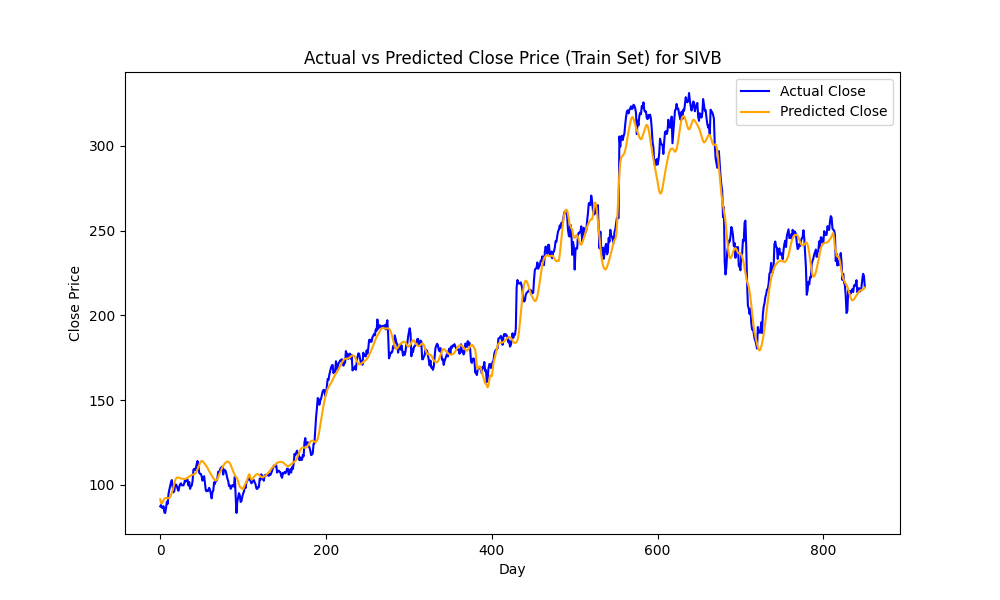 Actual vs Predicted Close Price (Train Set) for SIVB
Actual Close
Predicted Close
Close Price
300
250
200
150
100
0 200 400 600 800
Day